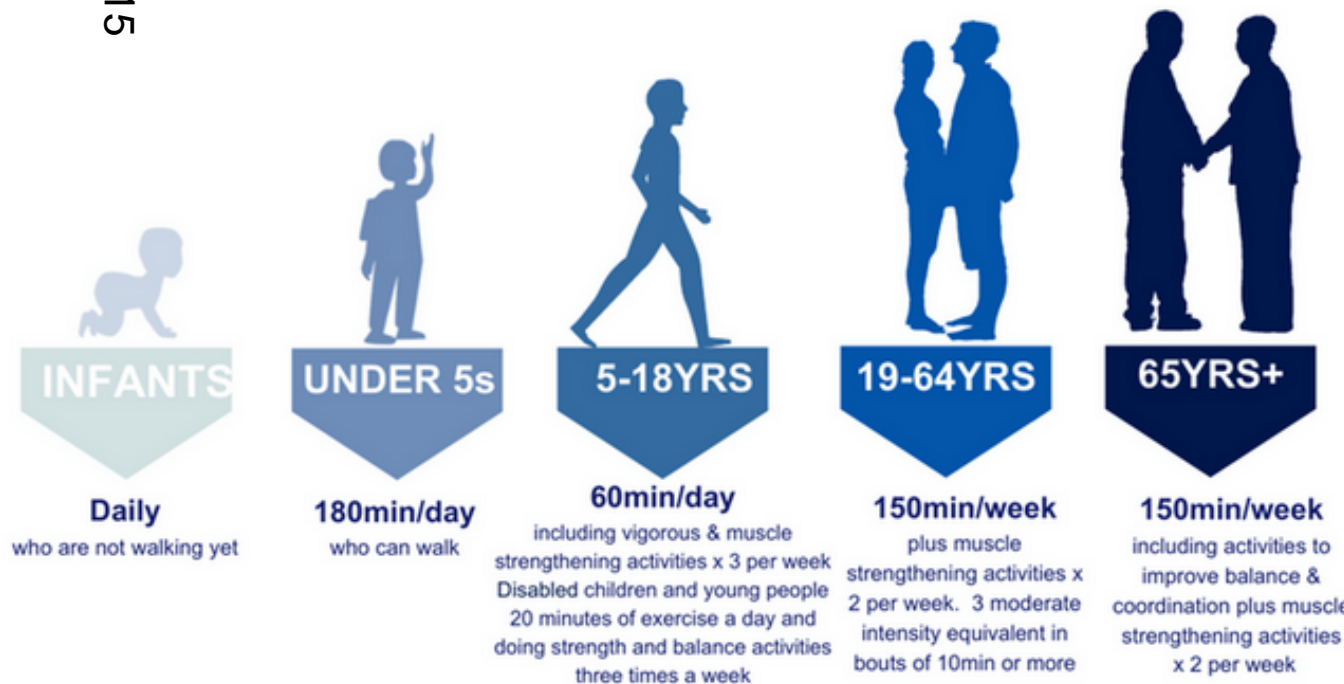 15
INFANTS
Daily
who are not walking yet
UNDER 5s
180min/day
who can walk
5-18YRS
60min/day
including vigorous & muscle
strengthening activities x 3 per week
Disabled children and young people
20 minutes of exercise a day and
doing strength and balance activities
three times a week
19-64YRS
150min/week
plus muscle
strengthening activities x
2 per week. 3 moderate
intensity equivalent in
bouts of 10min or more
65YRS+
150min/week
including activities to
improve balance &
coordination plus muscle
strengthening activities
x 2 per week